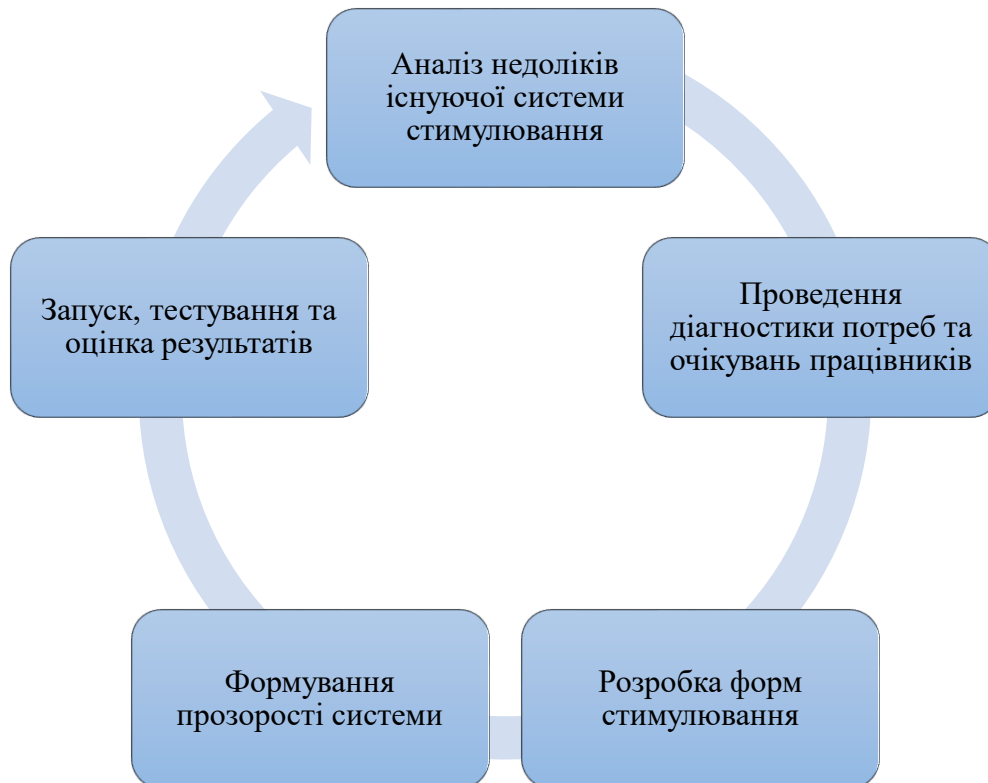 Аналіз недоліків
існуючої системи
стимулювання
Проведення
діагностики потреб та
очікувань працівників
Розробка форм
стимулювання
Формування
прозорості системи
Запуск, тестування та
оцінка результатів